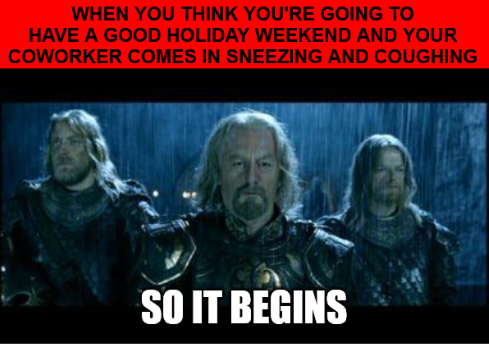 WHEN YOU THINK YOU'RE GOING TO
HAVE A GOOD HOLIDAY WEEKEND AND YOUR
COWORKER COMES IN SNEEZING AND COUGHING
SO IT BEGINS